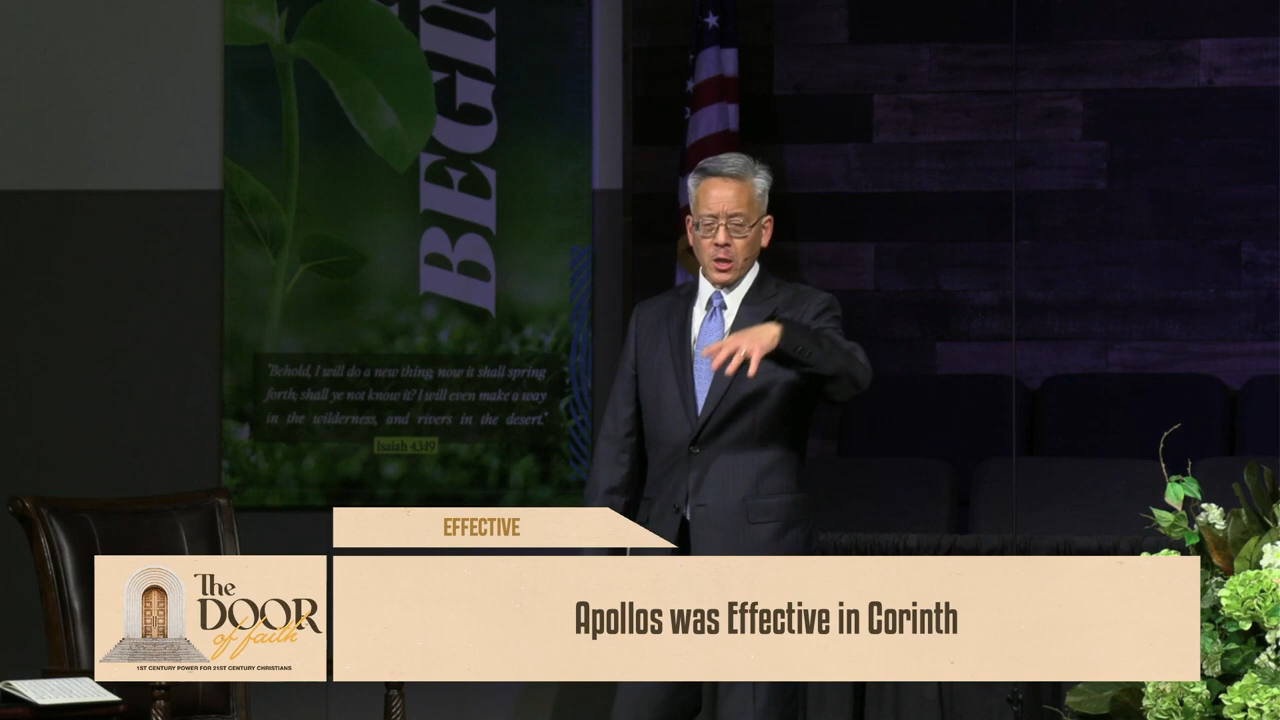 BEGIN
"Behold, I will do a new thing; now it shall spring
forth; shall ye not know it? I will even make a way
in the wilderness, and rivers in the desert."
Isaiah 43:19
EFFECTIVE
The
DOOR
of faith
1ST CENTURY POWER FOR 21ST CENTURY CHRISTIANS
Apollos was Effective in Corinth